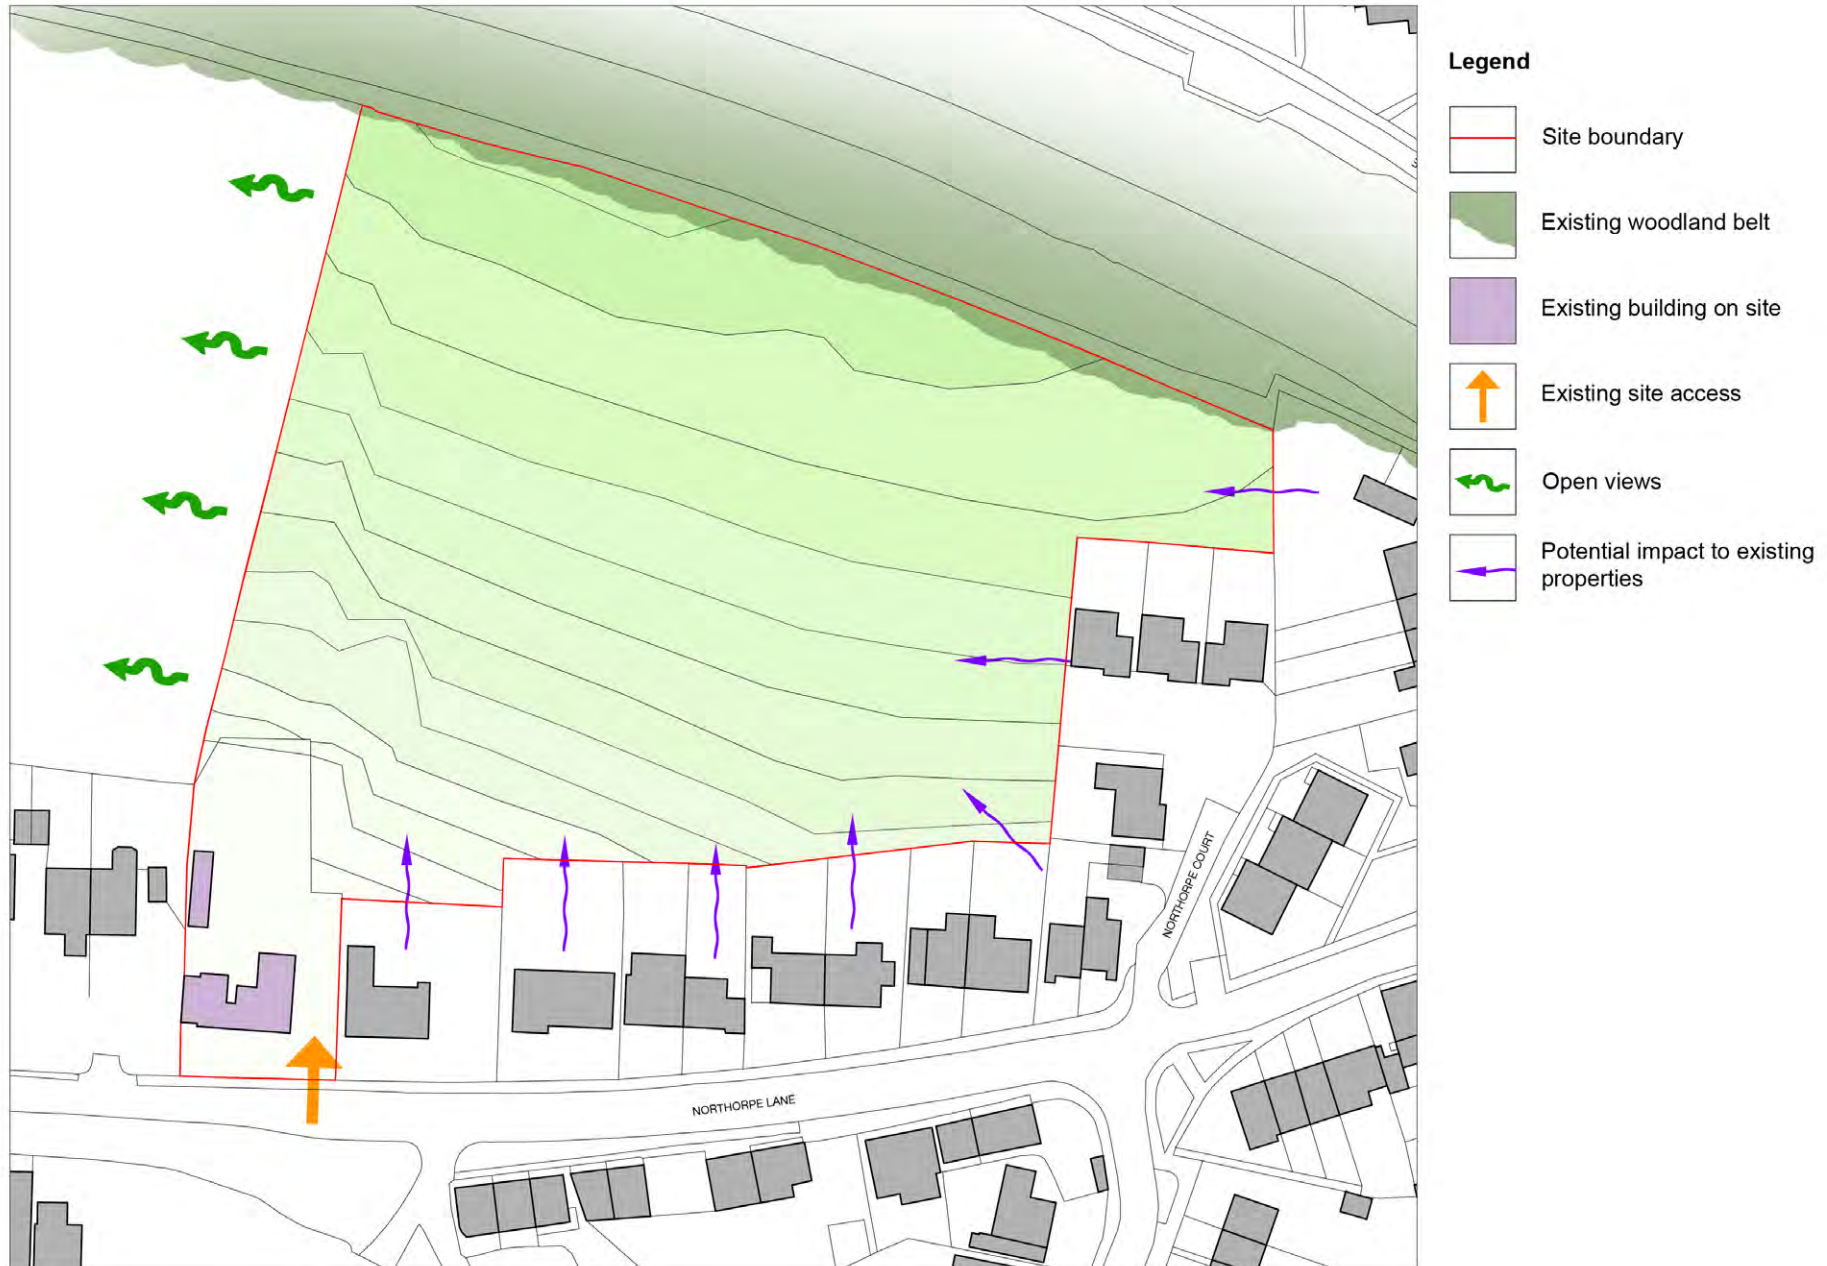 Legend
Site boundary
Existing woodland belt
Existing building on site
Existing site access
Open views
Potential impact to existing
properties
NORTHORPE COURT
NORTHORPE LANE